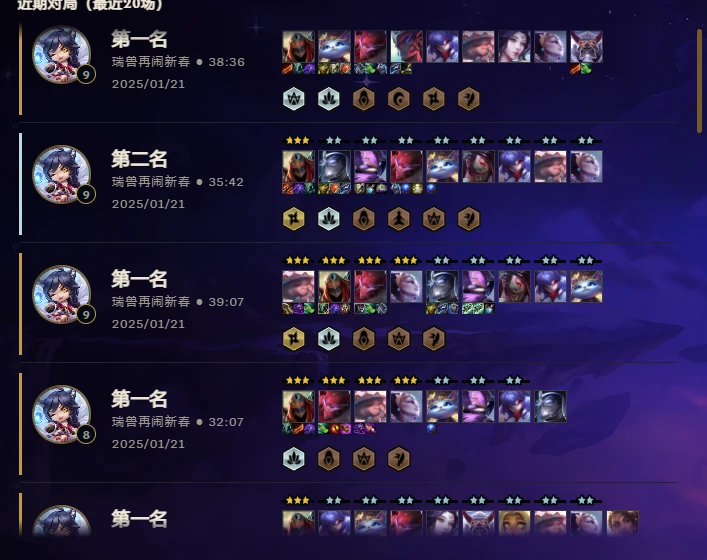 近期对局（最近20场）
第一名
瑞兽再闹新春 ● 38:36
2025/01/21
9
第二名
瑞兽再闹新春 ● 35:42
2025/01/21
9
第一名
瑞兽再闹新春 ● 39:07
2025/01/21
9
第一名
瑞兽再闹新春 ● 32:07
2025/01/21
8
第一名